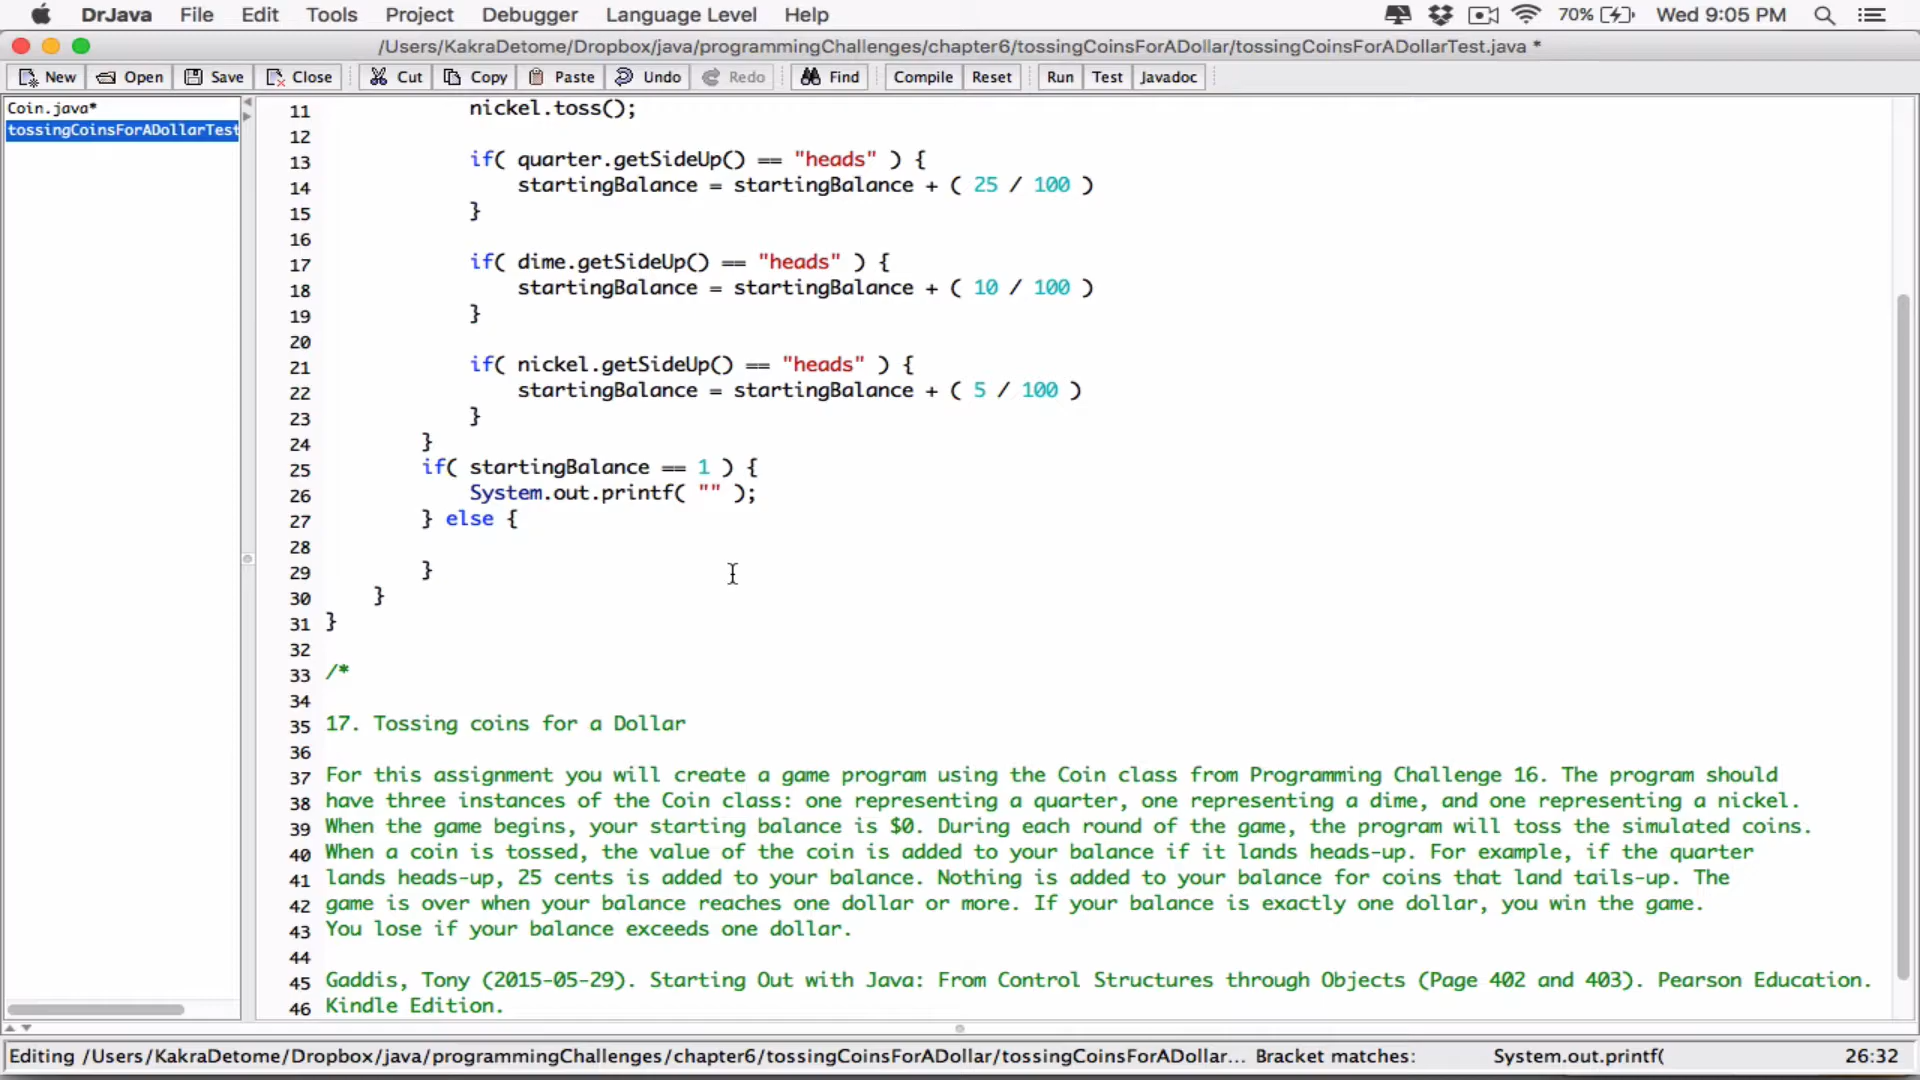 DrJava File Edit Tools Project Debugger Language Level Help 70% Wed 9:05 PM
/Users/KakraDetome/Dropbox/java/programmingChallenges/chapter6/tossingCoinsForADollar/tossingCoinsForADollarTest.java *
New Open Save Close Cut Copy Paste Undo Redo Find Compile Reset Run Test Javadoc
Coin.java*
tossingCoinsForADollarTest
11 nickel.toss();
12
13 if( quarter.getSideUp() == "heads" ) {
14 startingBalance = startingBalance + ( 25 / 100 )
15 }
16
17 if( dime.getSideUp() == "heads" ) {
18 startingBalance = startingBalance + ( 10 / 100 )
19 }
20
21 if( nickel.getSideUp() == "heads" ) {
22 startingBalance = startingBalance + ( 5 / 100 )
23 }
24 }
25 if( startingBalance == 1 ) {
26 System.out.printf( "" );
27 } else {
28
29 }
30 }
31 }
32
33 /*
34
35 17. Tossing coins for a Dollar
36
37 For this assignment you will create a game program using the Coin class from Programming Challenge 16. The program should
38 have three instances of the Coin class: one representing a quarter, one representing a dime, and one representing a nickel.
39 When the game begins, your starting balance is $0. During each round of the game, the program will toss the simulated coins.
40 When a coin is tossed, the value of the coin is added to your balance if it lands heads-up. For example, if the quarter
41 lands heads-up, 25 cents is added to your balance. Nothing is added to your balance for coins that land tails-up. The
42 game is over when your balance reaches one dollar or more. If your balance is exactly one dollar, you win the game.
43 You lose if your balance exceeds one dollar.
44
45 Gaddis, Tony (2015-05-29). Starting Out with Java: From Control Structures through Objects (Page 402 and 403). Pearson Education.
46 Kindle Edition.
Editing /Users/KakraDetome/Dropbox/java/programmingChallenges/chapter6/tossingCoinsForADollar/tossingCoinsForADollar... Bracket matches: System.out.printf( 26:32